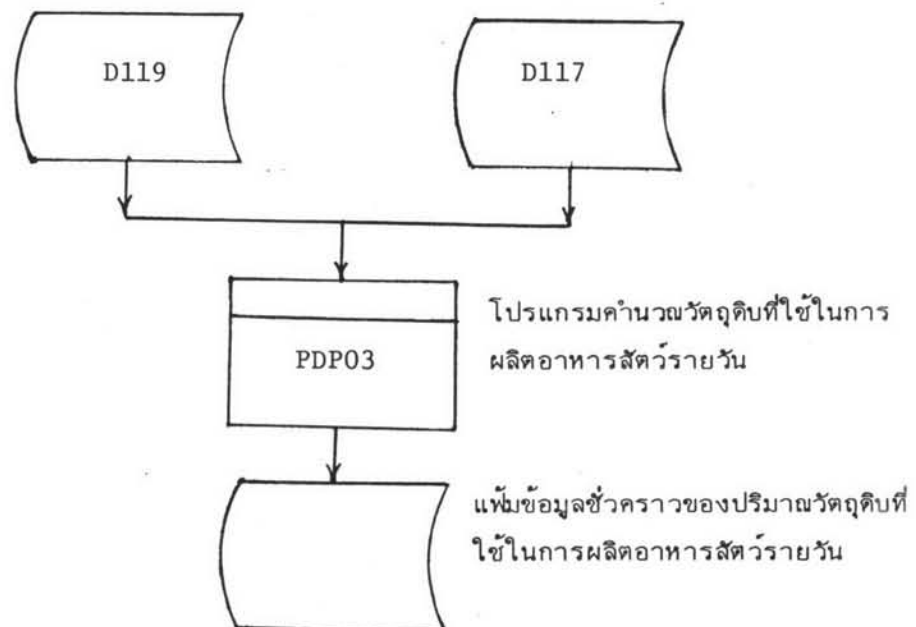 D119
D117
โปรแกรมคำนวณวัตถุดิบที่ใช้ในการ
PDP03
ผลิตอาหารสัตว์รายวัน
แฟ้มข้อมูลชั่วคราวของปริมาณวัตถุดิบที่
ใช้ในการผลิตอาหารสัตว์รายวัน